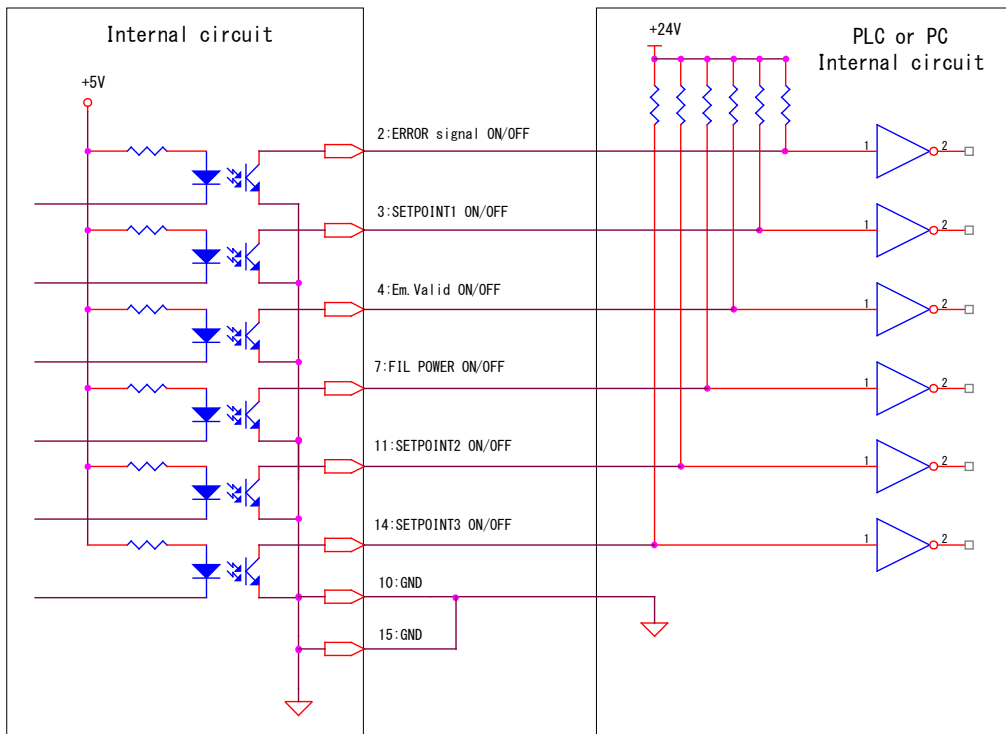 Internal circuit
+5V
2:ERROR signal ON/OFF
3:SETPOINT1 ON/OFF
4:Em.Valid ON/OFF
7:FIL POWER ON/OFF
11:SETPOINT2 ON/OFF
14:SETPOINT3 ON/OFF
10:GND
15:GND
+24V
PLC or PC
Internal circuit
1 2
1 2
1 2
1 2
1 2
1 2